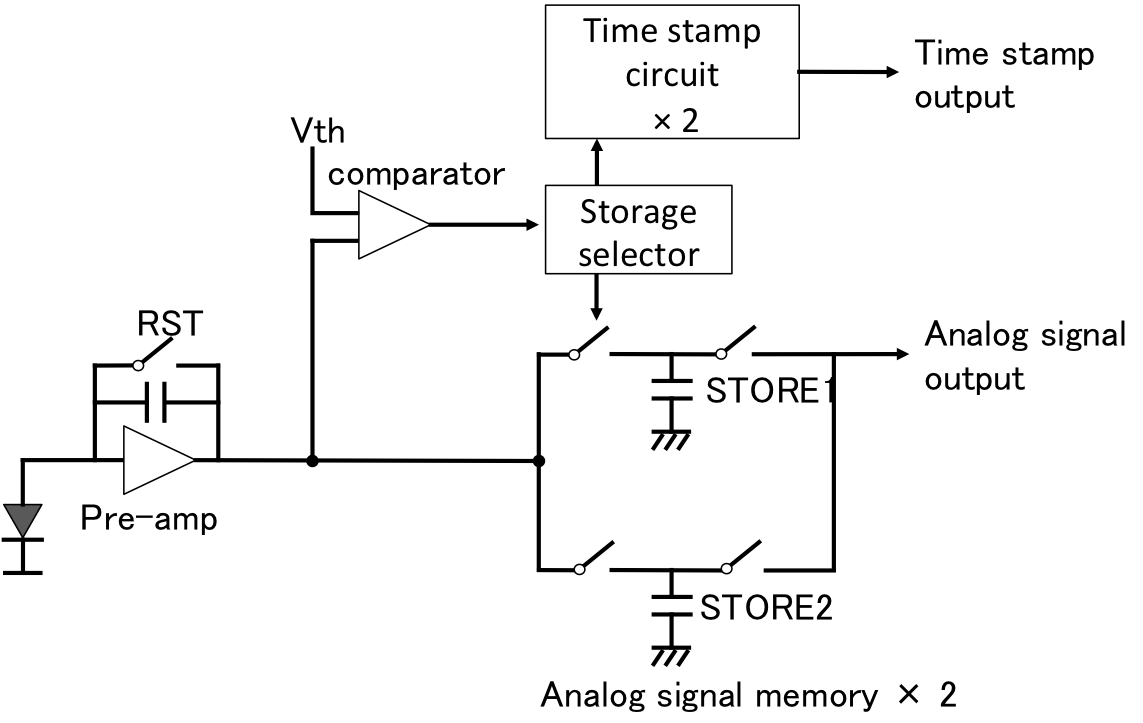 Time stamp
circuit
× 2
Time stamp
output
Vth
comparator
Storage
selector
RST
Analog signal
output
STORE1
Pre-amp
STORE2
Analog signal memory × 2